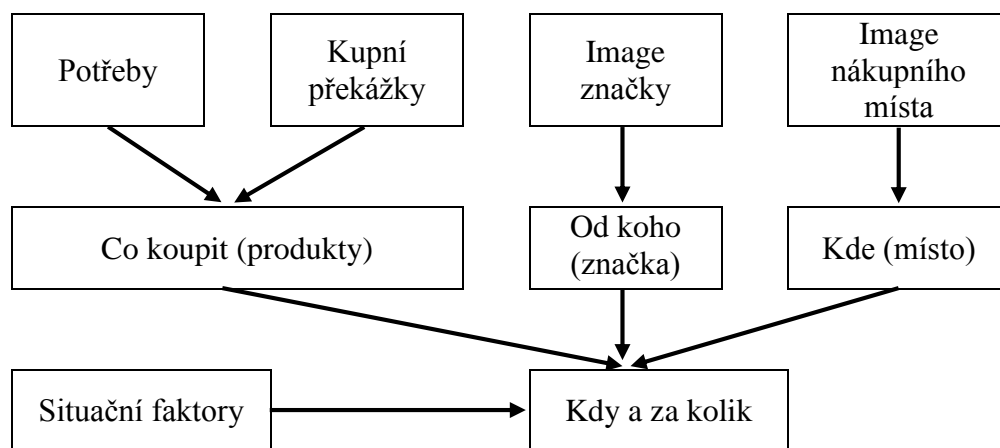 Potřeby
Kupní
překážky
Image
značky
Image
nákupního
místa
Co koupit (produkty)
Od koho
(značka)
Kde (místo)
Situační faktory
Kdy a za kolik